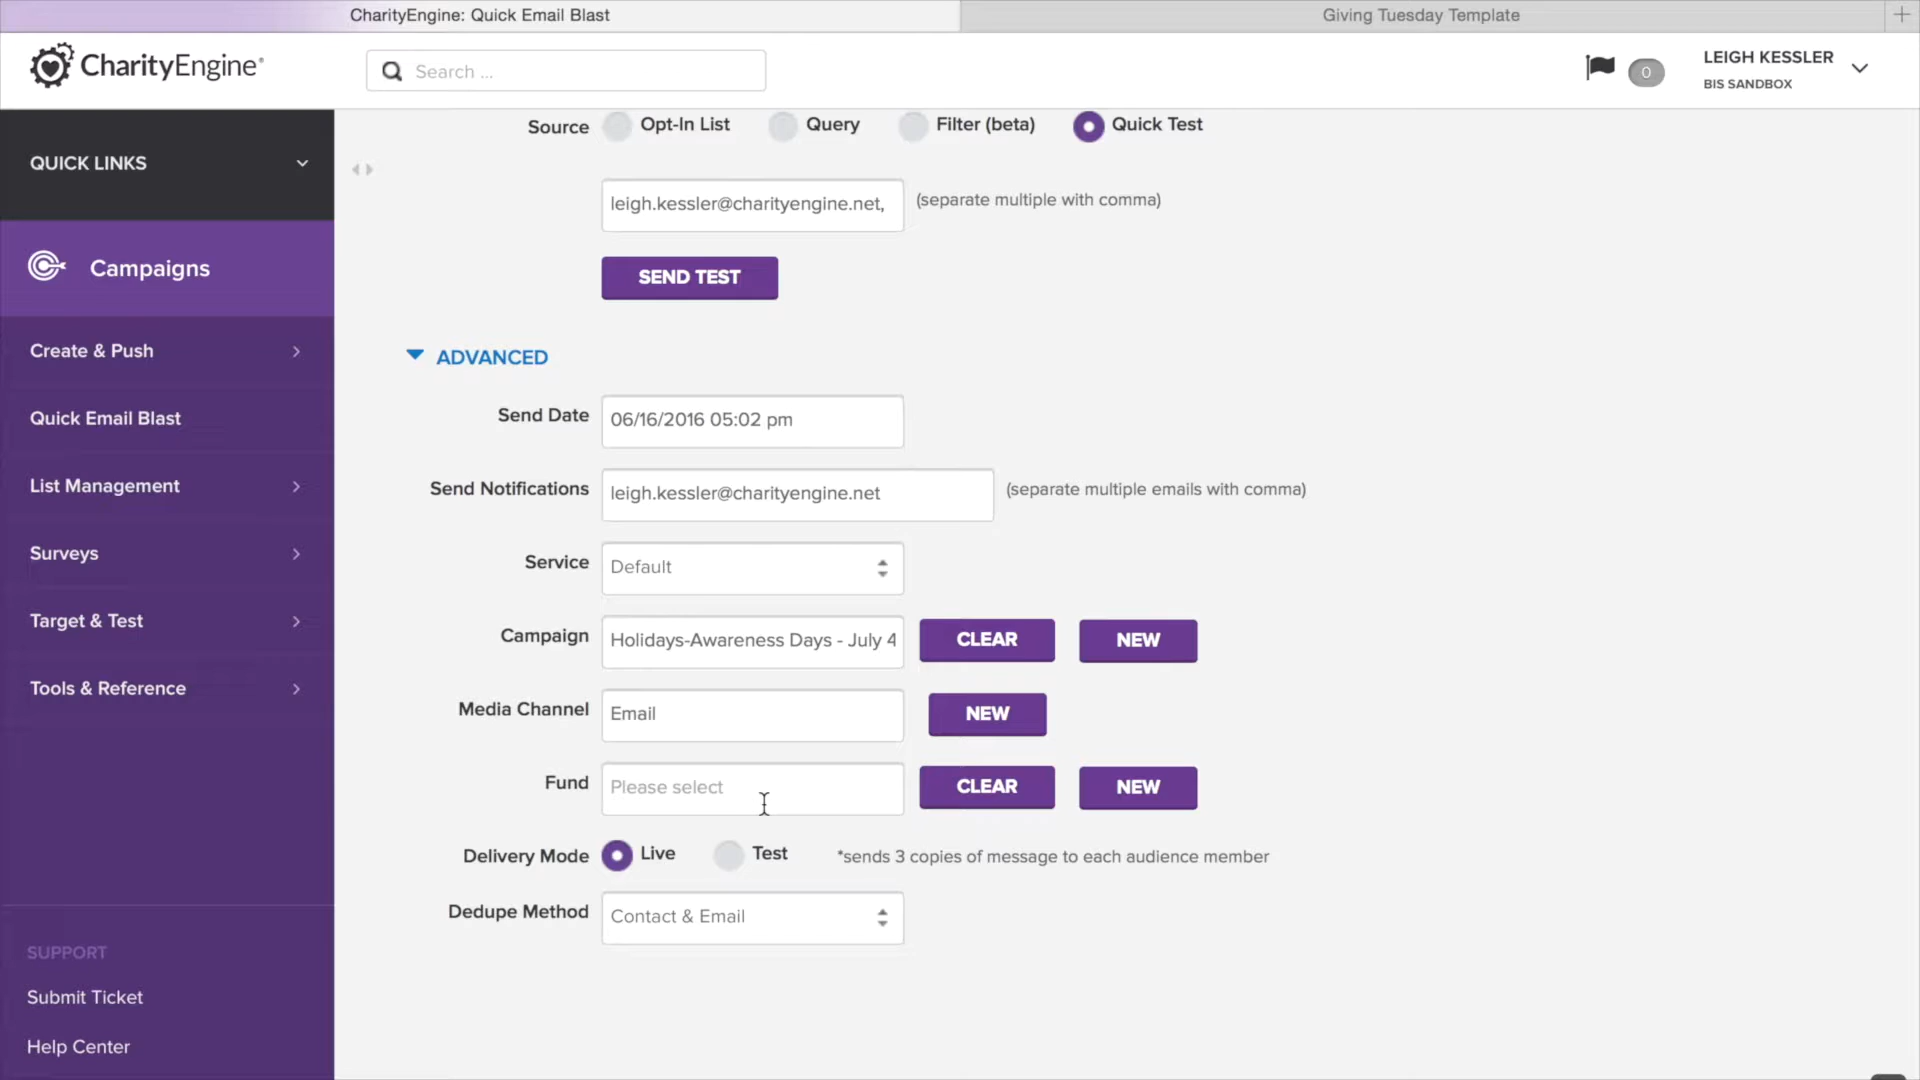 CharityEngine: Quick Email Blast
Giving Tuesday Template
CharityEngine®
Search ...
0
LEIGH KESSLER
BIS SANDBOX
QUICK LINKS
Campaigns
Create & Push
Quick Email Blast
List Management
Surveys
Target & Test
Tools & Reference
SUPPORT
Submit Ticket
Help Center
Source Opt-In List Query Filter (beta) Quick Test
leigh.kessler@charityengine.net, (separate multiple with comma)
SEND TEST
ADVANCED
Send Date 06/16/2016 05:02 pm
Send Notifications leigh.kessler@charityengine.net (separate multiple emails with comma)
Service Default
Campaign Holidays-Awareness Days - July 4 CLEAR NEW
Media Channel Email NEW
Fund Please select CLEAR NEW
Delivery Mode Live Test *sends 3 copies of message to each audience member
Dedupe Method Contact & Email